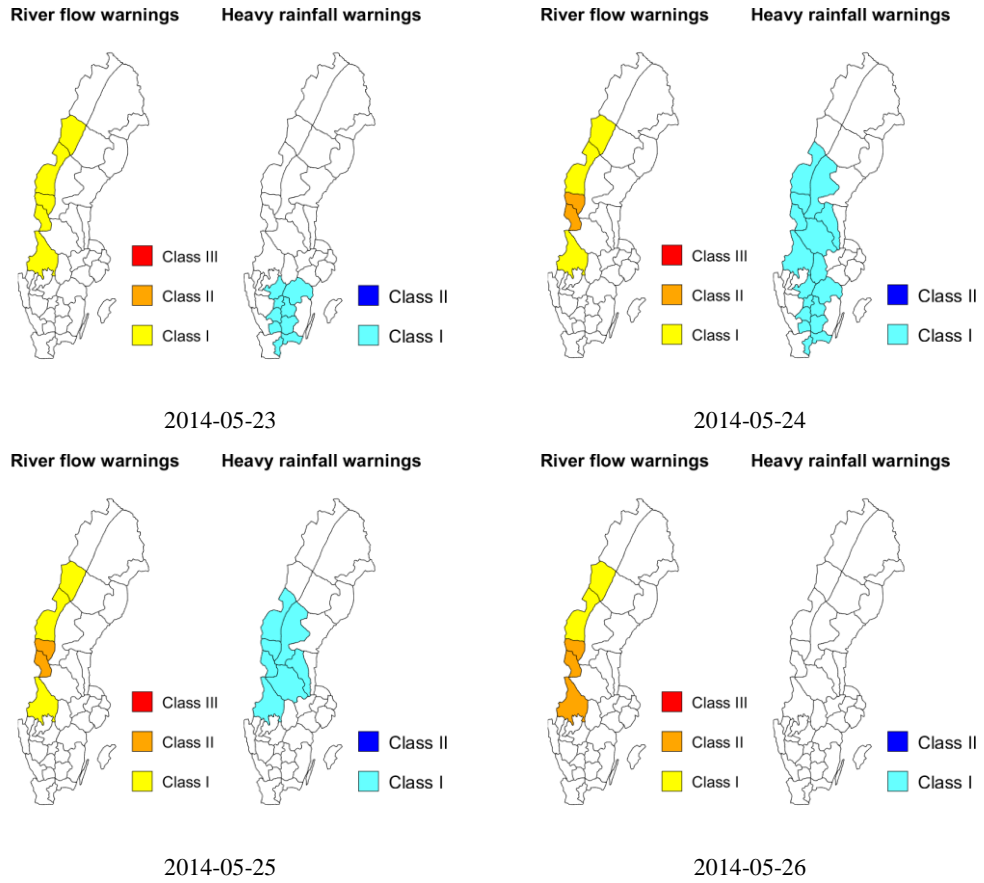 River flow warnings
Heavy rainfall warnings
Class III
Class II
Class I
Class II
Class I
2014-05-23
River flow warnings
Heavy rainfall warnings
Class III
Class II
Class I
Class II
Class I
2014-05-24
River flow warnings
Heavy rainfall warnings
Class III
Class II
Class I
Class II
Class I
2014-05-25
River flow warnings
Heavy rainfall warnings
Class III
Class II
Class I
Class II
Class I
2014-05-26